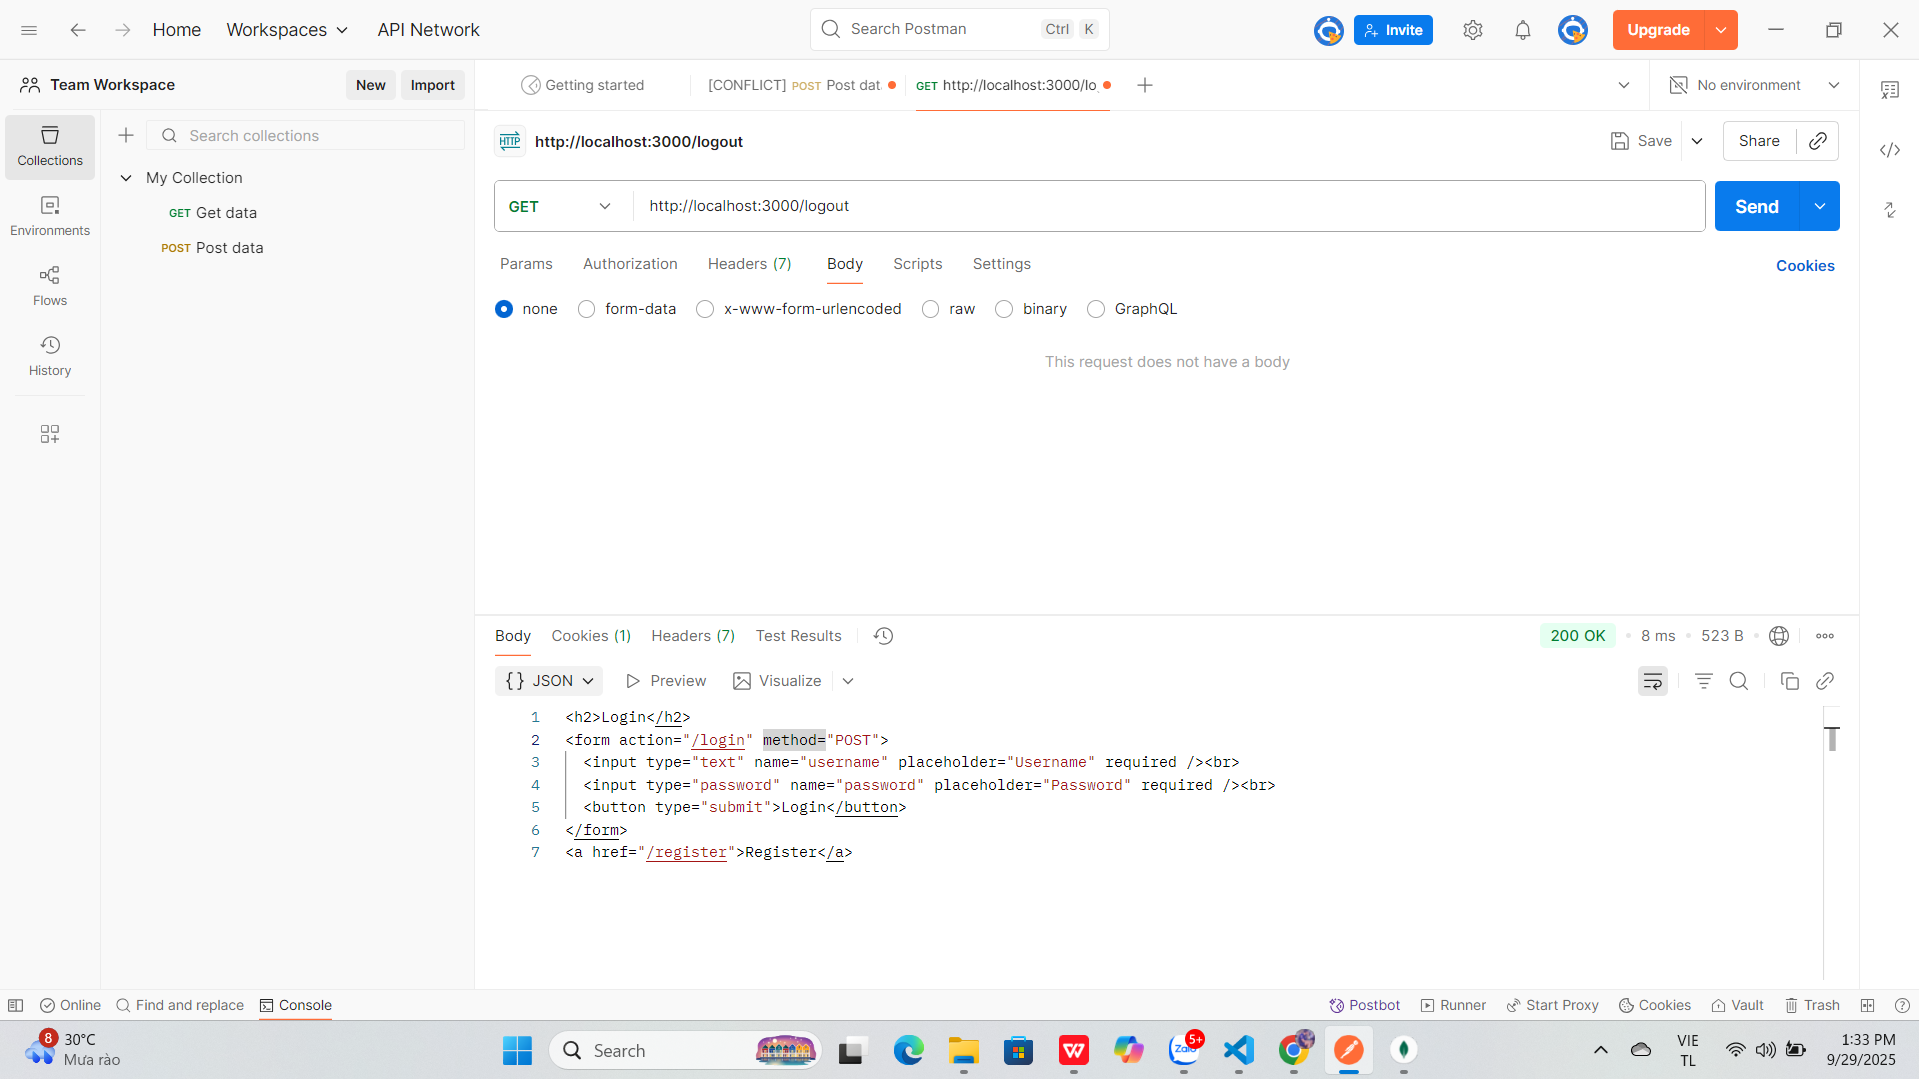 Home
Workspaces
API Network
Search Postman
Ctrl
K
Invite
Upgrade
Team Workspace
New
Import
Getting started
[CONFLICT] POST Post dat
GET http://localhost:3000/lo
No environment
Collections
Environments
Flows
History
Search collections
My Collection
GET Get data
POST Post data
HTTP
http://localhost:3000/logout
Save
Share
GET
http://localhost:3000/logout
Send
Params
Authorization
Headers (7)
Body
Scripts
Settings
Cookies
none
form-data
x-www-form-urlencoded
raw
binary
GraphQL
This request does not have a body
Body
Cookies (1)
Headers (7)
Test Results
200 OK
8 ms
523 B
{} JSON
Preview
Visualize
1 <h2>Login</h2>
2 <form action="/login" method="POST">
3 <input type="text" name="username" placeholder="Username" required /><br>
4 <input type="password" name="password" placeholder="Password" required /><br>
5 <button type="submit">Login</button>
6 </form>
7 <a href="/register">Register</a>
Online
Find and replace
Console
Postbot
Runner
Start Proxy
Cookies
Vault
Trash
8
30°C
Mưa rào
Search
Zalo
5+
VIE
TL
1:33 PM
9/29/2025